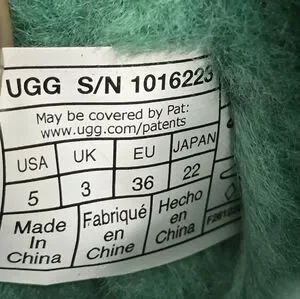 UGG S/N 1016223
May be covered by Pat:
www.ugg.com/patents
USA UK EU JAPAN
5 3 36 22
Made Fabriqué Hecho
In en en
China Chine China